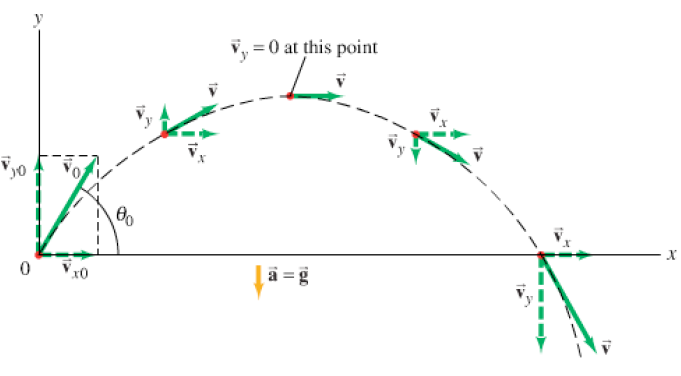 y
v⃗y = 0 at this point
v⃗
v⃗
v⃗y
v⃗x
v⃗x
v⃗y
v⃗
v⃗y0
v⃗0
θ0
0
v⃗x0
a⃗ = g⃗
v⃗x
x
v⃗y
v⃗